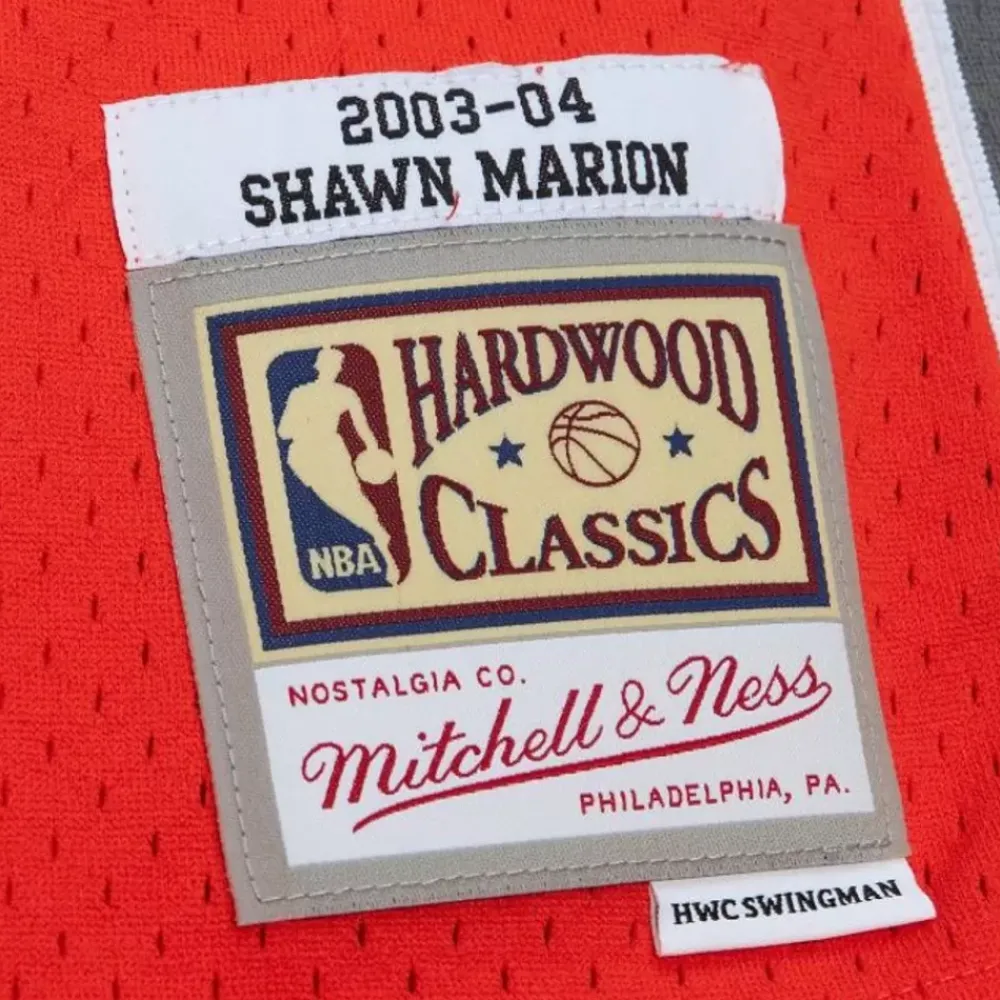 2003-04
SHAWN MARION
HARDWOOD
CLASSICS
NBA
NOSTALGIA CO.
Mitchell & Ness
PHILADELPHIA, PA.
HWC SWINGMAN